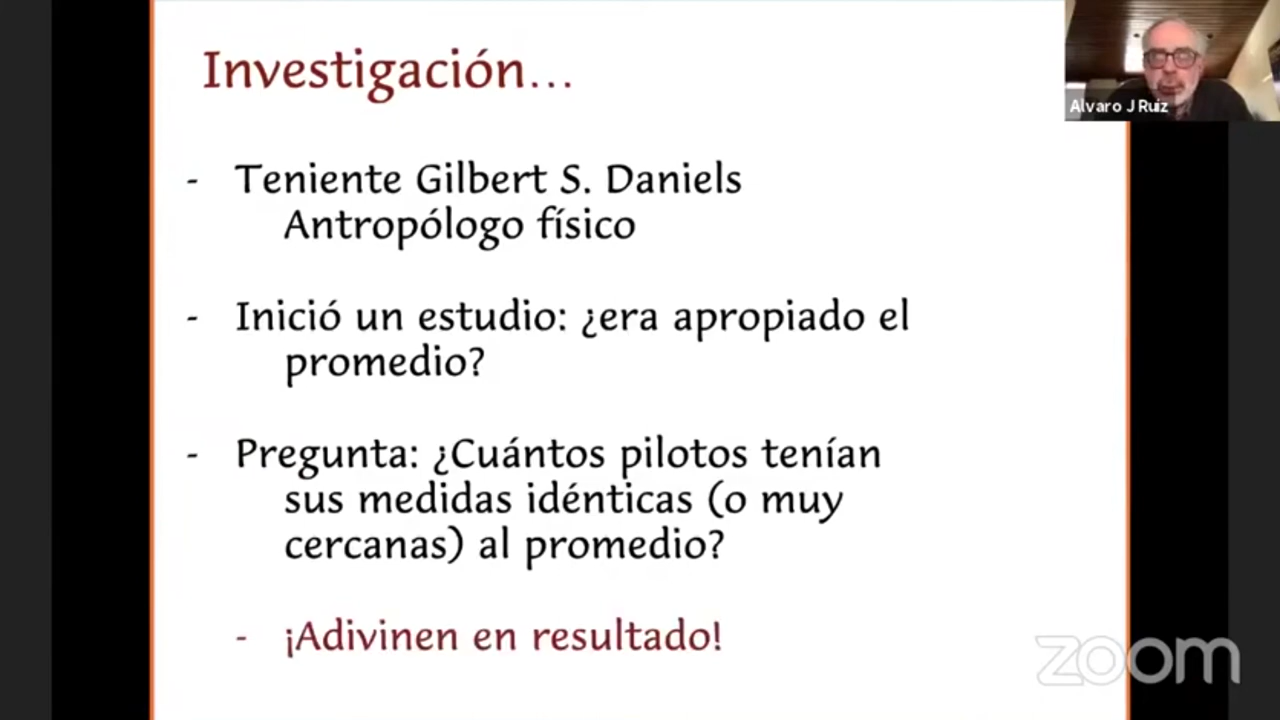 Investigación...
Alvaro J Ruiz
- Teniente Gilbert S. Daniels
Antropólogo físico
- Inició un estudio: ¿era apropiado el
promedio?
- Pregunta: ¿Cuántos pilotos tenían
sus medidas idénticas (o muy
cercanas) al promedio?
- ¡Adivinen en resultado!
zoom